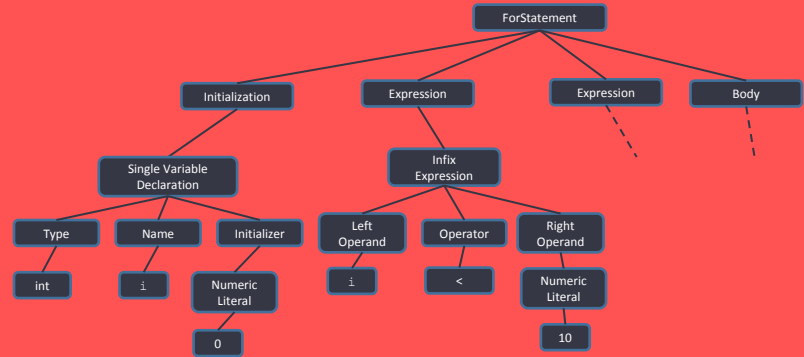 ForStatement
Initialization
Expression
Expression
Body
Single Variable
Declaration
Infix
Expression
Type
Name
Initializer
Left
Operand
Operator
Right
Operand
int
i
Numeric
Literal
i
<
Numeric
Literal
0
10